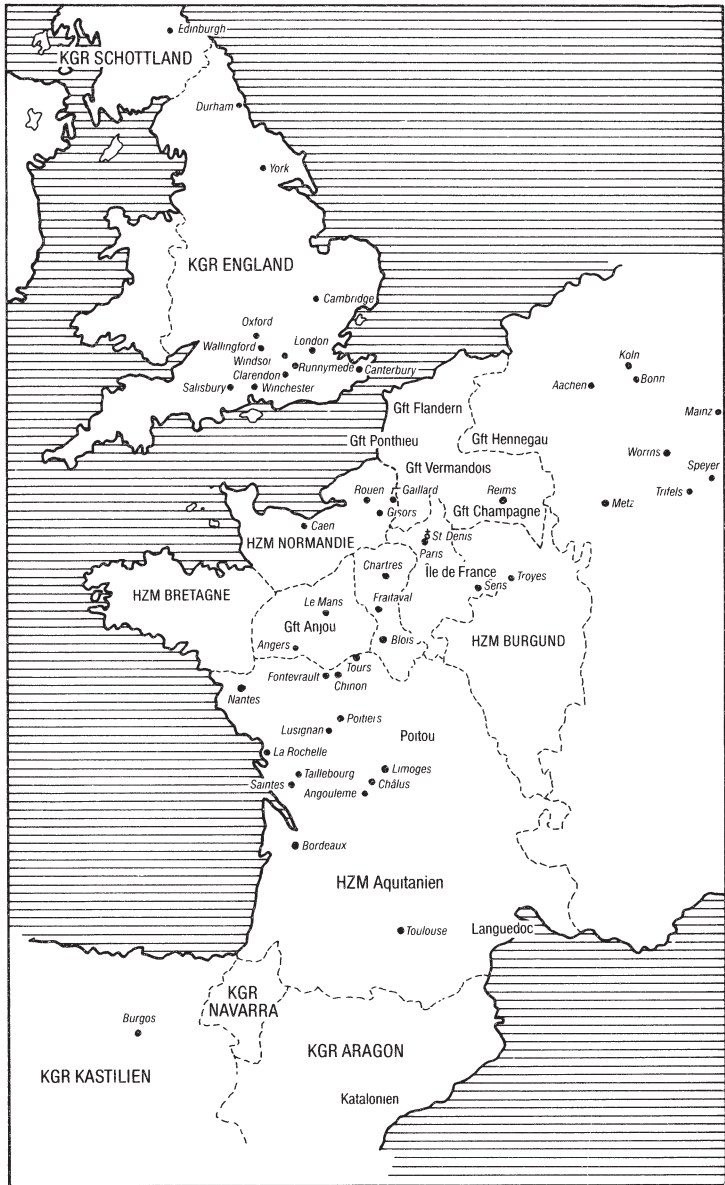 Edinburgh
KGR SCHOTTLAND
Durham
York
KGR ENGLAND
Cambridge
Oxford
London
Wallingford
Windsor
Runnymede
Canterbury
Clarendon
Salisbury
Winchester
Köln
Bonn
Aachen
Mainz
Gft Flandern
Gft Ponthieu
Gft Hennegau
Worms
Gft Vermandois
Speyer
Trifels
Rouen
Gaillard
Reims
Metz
Gisors
Gft Champagne
Caen
HZM NORMANDIE
St Denis
Paris
Chartres
Île de France
Troyes
Sens
HZM BRETAGNE
Le Mans
Fraitaval
Gft Anjou
Blois
HZM BURGUND
Angers
Tours
Fontevrault
Chinon
Nantes
Poitiers
Lusignan
Poitou
La Rochelle
Taillebourg
Limoges
Saintes
Châlus
Angouleme
Bordeaux
HZM Aquitanien
Toulouse
Languedoc
KGR
NAVARRA
Burgos
KGR ARAGON
KGR KASTILIEN
Katalonien